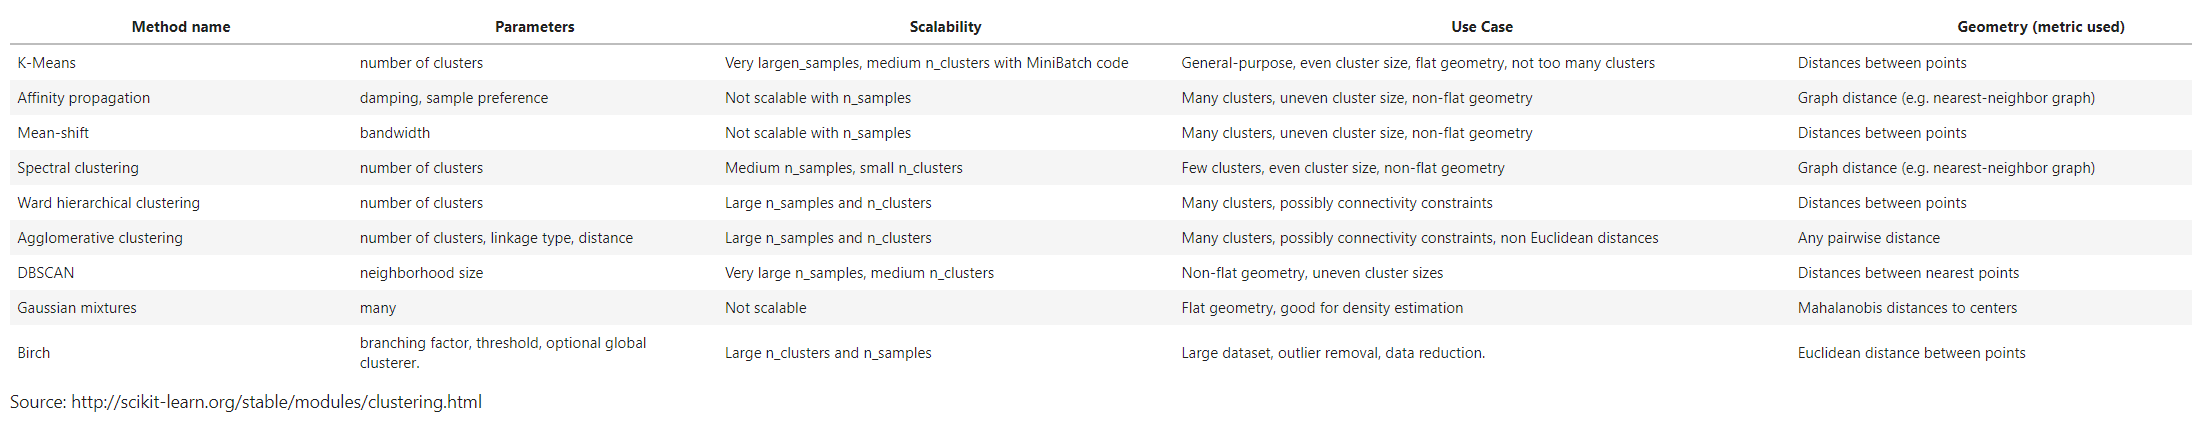 Method name Parameters Scalability Use Case Geometry (metric used)
K-Means number of clusters Very largen_samples, medium n_clusters with MiniBatch code General-purpose, even cluster size, flat geometry, not too many clusters Distances between points
Affinity propagation damping, sample preference Not scalable with n_samples Many clusters, uneven cluster size, non-flat geometry Graph distance (e.g. nearest-neighbor graph)
Mean-shift bandwidth Not scalable with n_samples Many clusters, uneven cluster size, non-flat geometry Distances between points
Spectral clustering number of clusters Medium n_samples, small n_clusters Few clusters, even cluster size, non-flat geometry Graph distance (e.g. nearest-neighbor graph)
Ward hierarchical clustering number of clusters Large n_samples and n_clusters Many clusters, possibly connectivity constraints Distances between points
Agglomerative clustering number of clusters, linkage type, distance Large n_samples and n_clusters Many clusters, possibly connectivity constraints, non Euclidean distances Any pairwise distance
DBSCAN neighborhood size Very large n_samples, medium n_clusters Non-flat geometry, uneven cluster sizes Distances between nearest points
Gaussian mixtures many Not scalable Flat geometry, good for density estimation Mahalanobis distances to centers
Birch branching factor, threshold, optional global
clusterer. Large n_clusters and n_samples Large dataset, outlier removal, data reduction. Euclidean distance between points
Source: http://scikit-learn.org/stable/modules/clustering.html